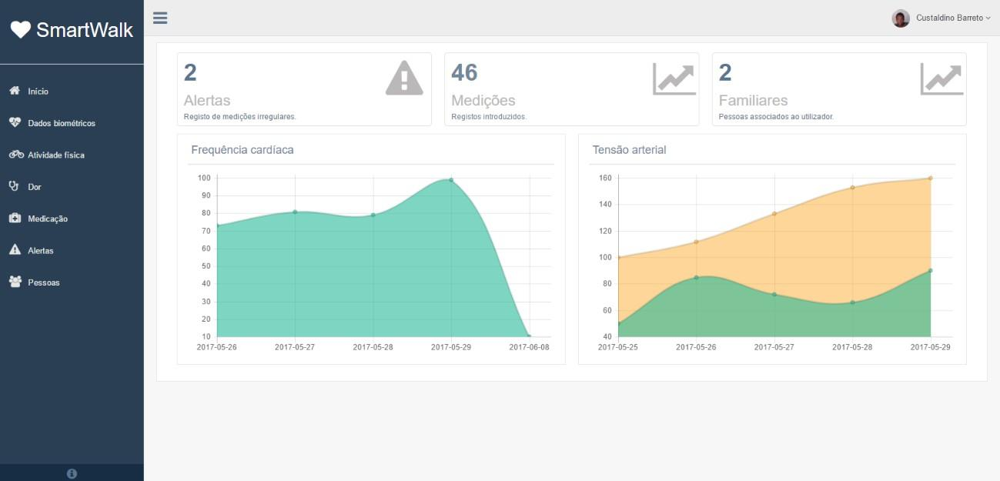 SmartWalk
Custaldino Barreto
Início
Dados biométricos
Atividade física
Dor
Medicação
Alertas
Pessoas
2
Alertas
Registo de medições irregulares.
46
Medições
Registos introduzidos.
2
Familiares
Pessoas associados ao utilizador.
Frequência cardíaca
100
90
80
70
60
50
40
30
20
10
2017-05-26 2017-05-27 2017-05-28 2017-05-29 2017-06-08
Tensão arterial
160
140
120
100
80
60
40
2017-05-25 2017-05-26 2017-05-27 2017-05-28 2017-05-29